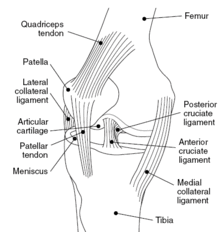 Quadriceps
tendon
Femur
Patella
Lateral
collateral
ligament
Posterior
cruciate
ligament
Articular
cartilage
Anterior
cruciate
ligament
Patellar
tendon
Meniscus
Medial
collateral
ligament
Tibia